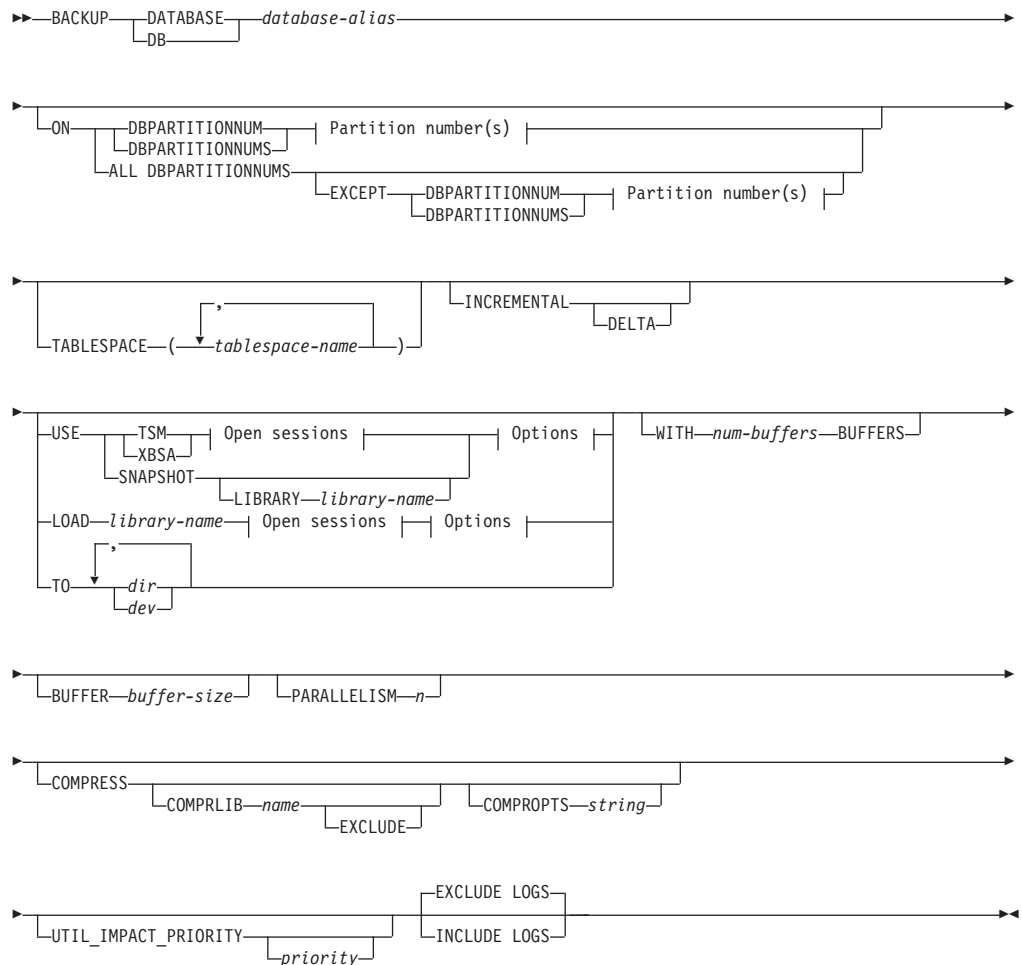 BACKUP DATABASE database-alias
DB
ON DBPARTITIONNUM Partition number(s)
DBPARTITIONNUMS
ALL DBPARTITIONNUMS
EXCEPT DBPARTITIONNUM Partition number(s)
DBPARTITIONNUMS
,
TABLESPACE ( tablespace-name )
INCREMENTAL
DELTA
USE TSM Open sessions Options
XBSA
SNAPSHOT
LIBRARY library-name
LOAD library-name Open sessions Options
,
TO dir
dev
WITH num-buffers BUFFERS
BUFFER buffer-size PARALLELISM n
COMPRESS
COMPRLIB name COMPROPTS string
EXCLUDE
EXCLUDE LOGS
UTIL_IMPACT_PRIORITY INCLUDE LOGS
priority